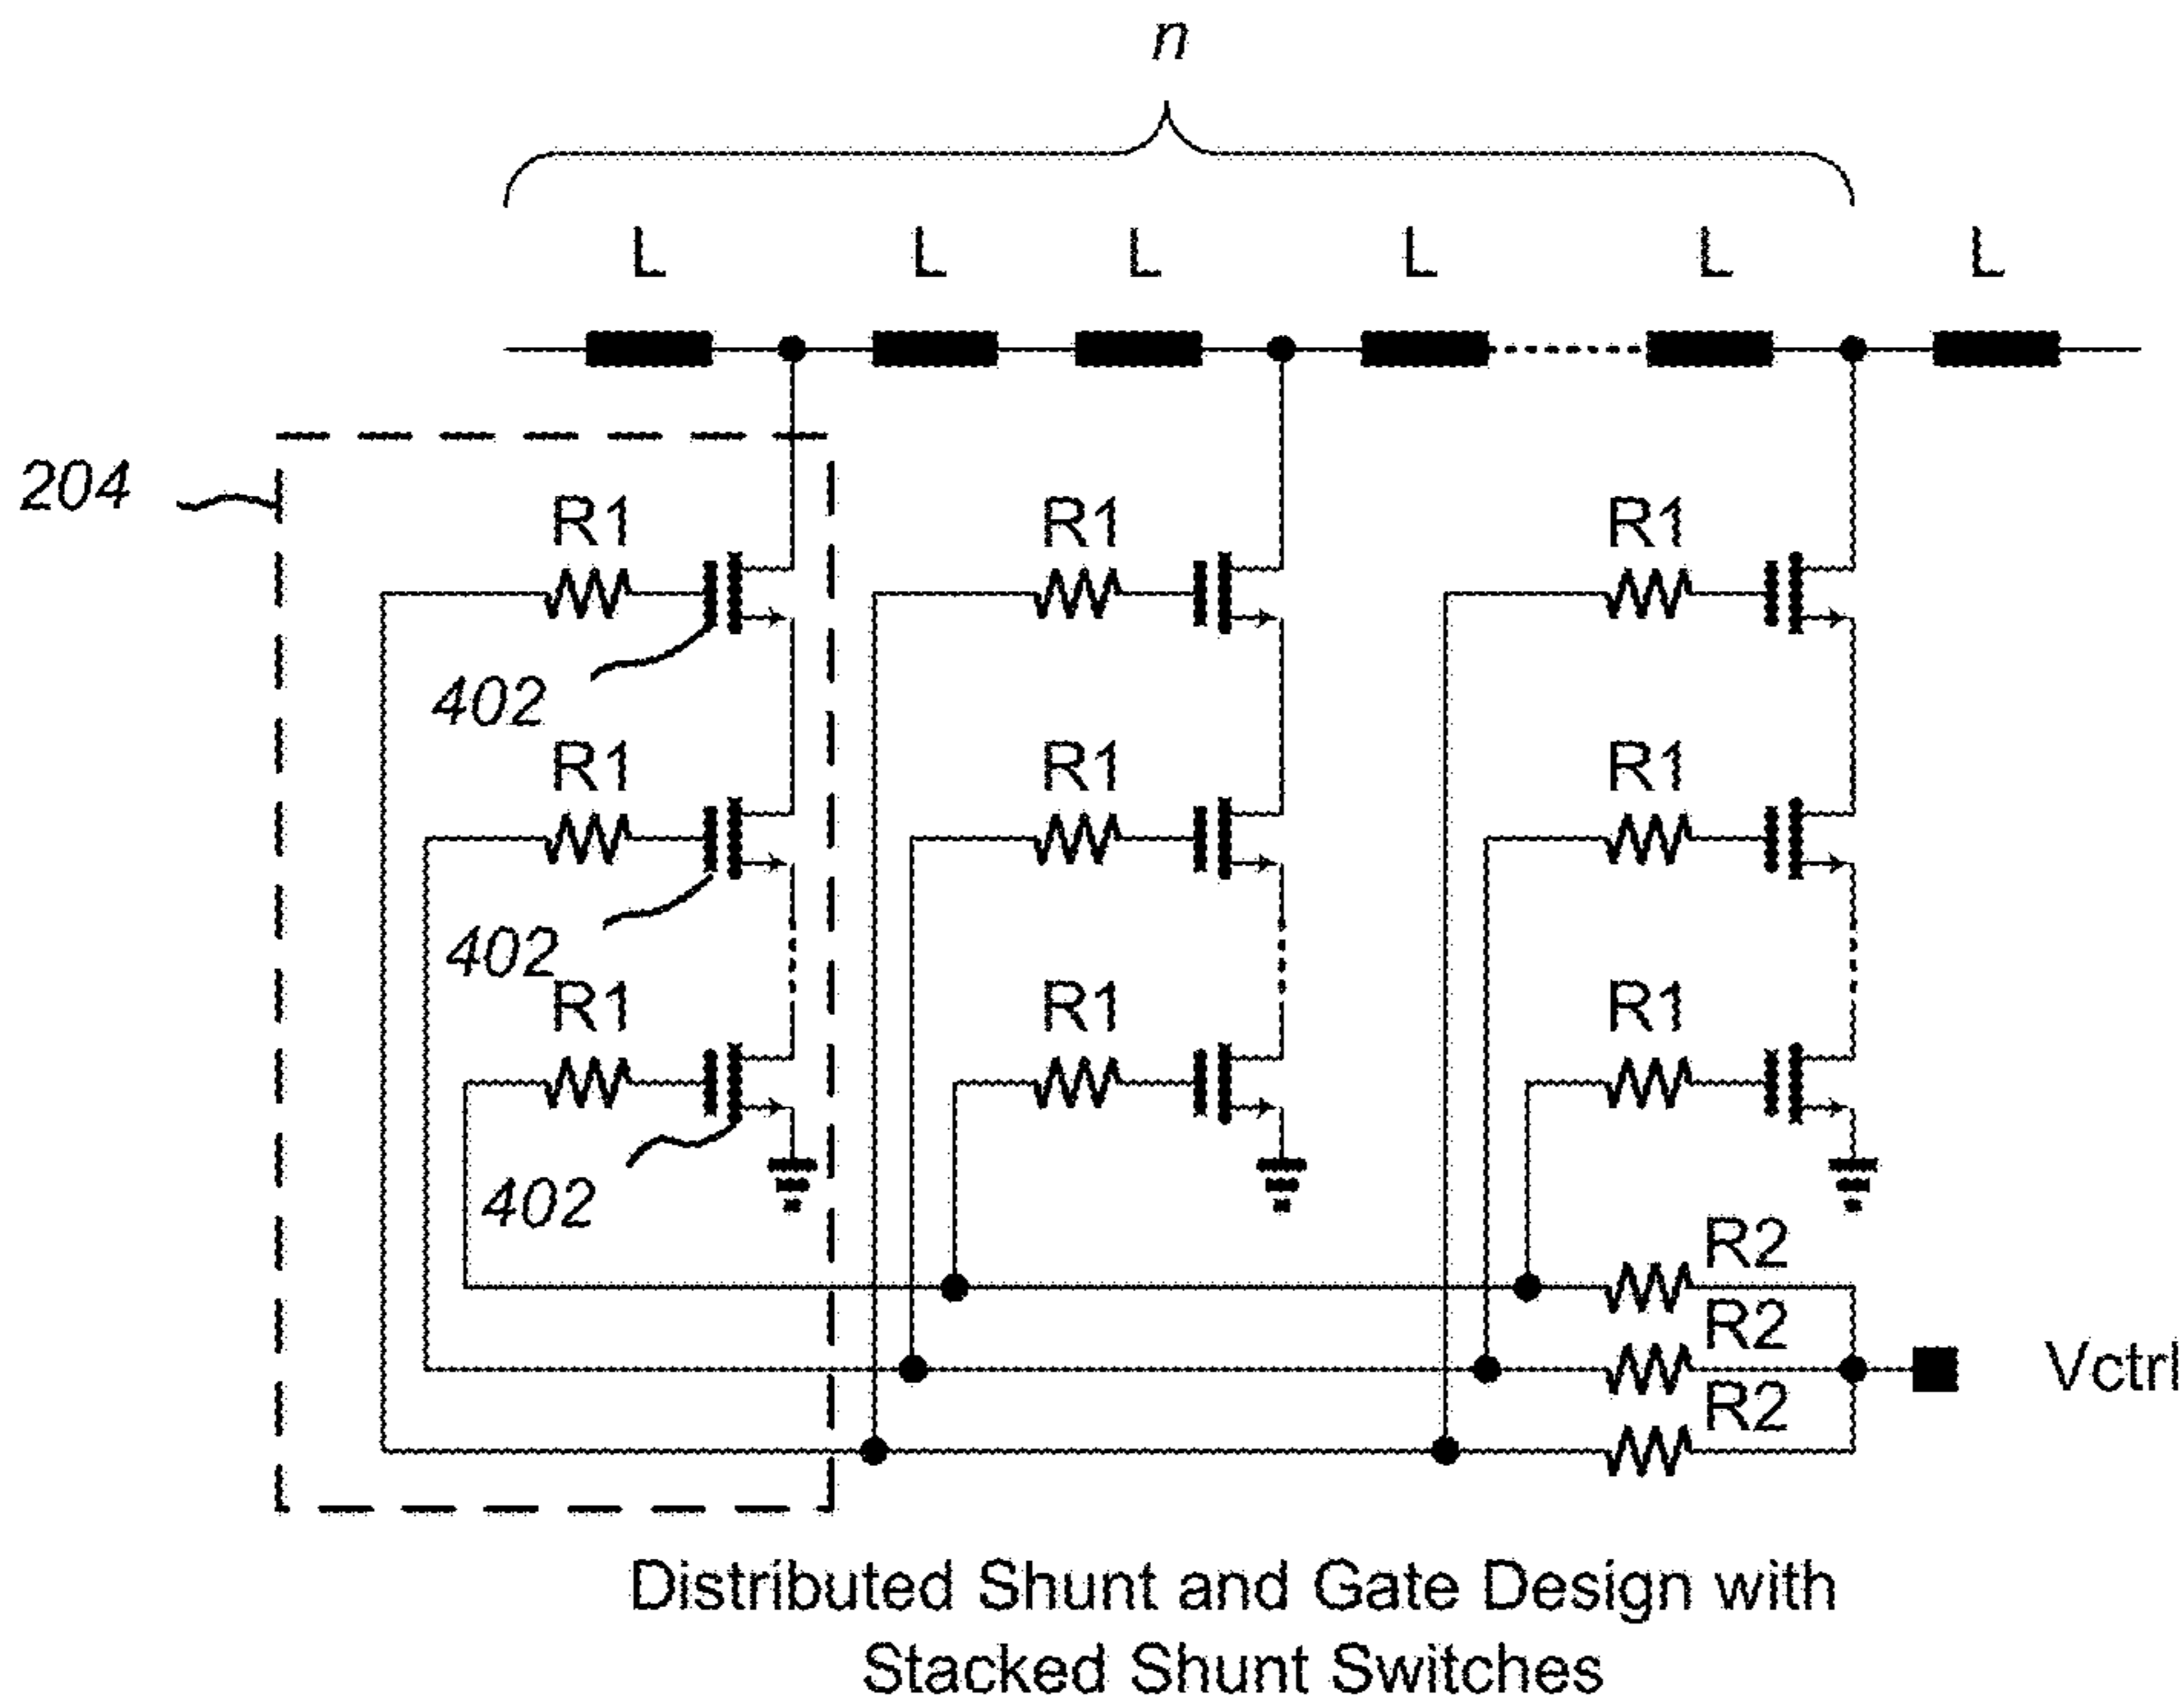 n
L L L L L L
204
R1 R1 R1
402
R1 R1 R1
402
R1 R1 R1
402
R2
R2
Vctrl
R2
Distributed Shunt and Gate Design with
Stacked Shunt Switches